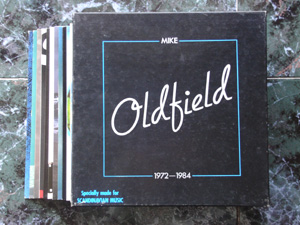 MIKE
Oldfield
1972—1984
Specially made for
SCANDINAVIAN MUSIC